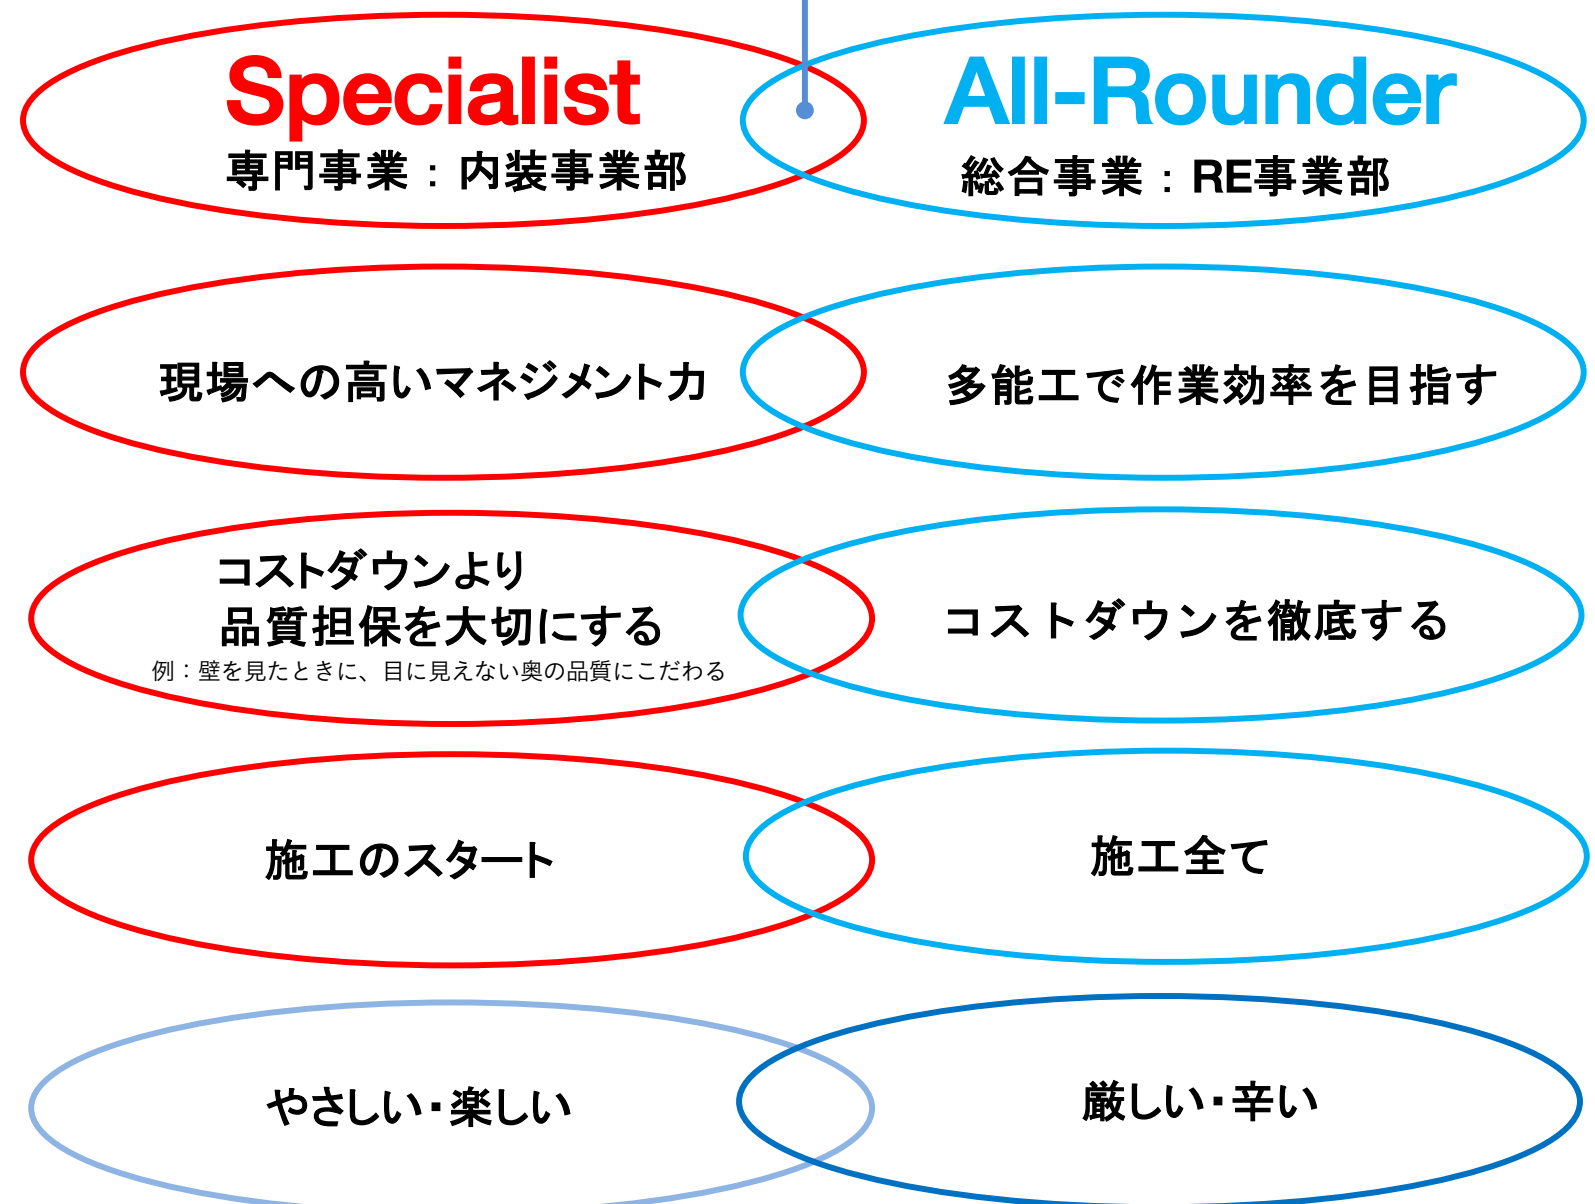 Specialist
専門事業：内装事業部
All-Rounder
総合事業：RE事業部
現場への高いマネジメント力
多能工で作業効率を目指す
コストダウンより
品質担保を大切にする
例：壁を見たときに、目に見えない奥の品質にこだわる
コストダウンを徹底する
施工のスタート
施工全て
やさしい・楽しい
厳しい・辛い